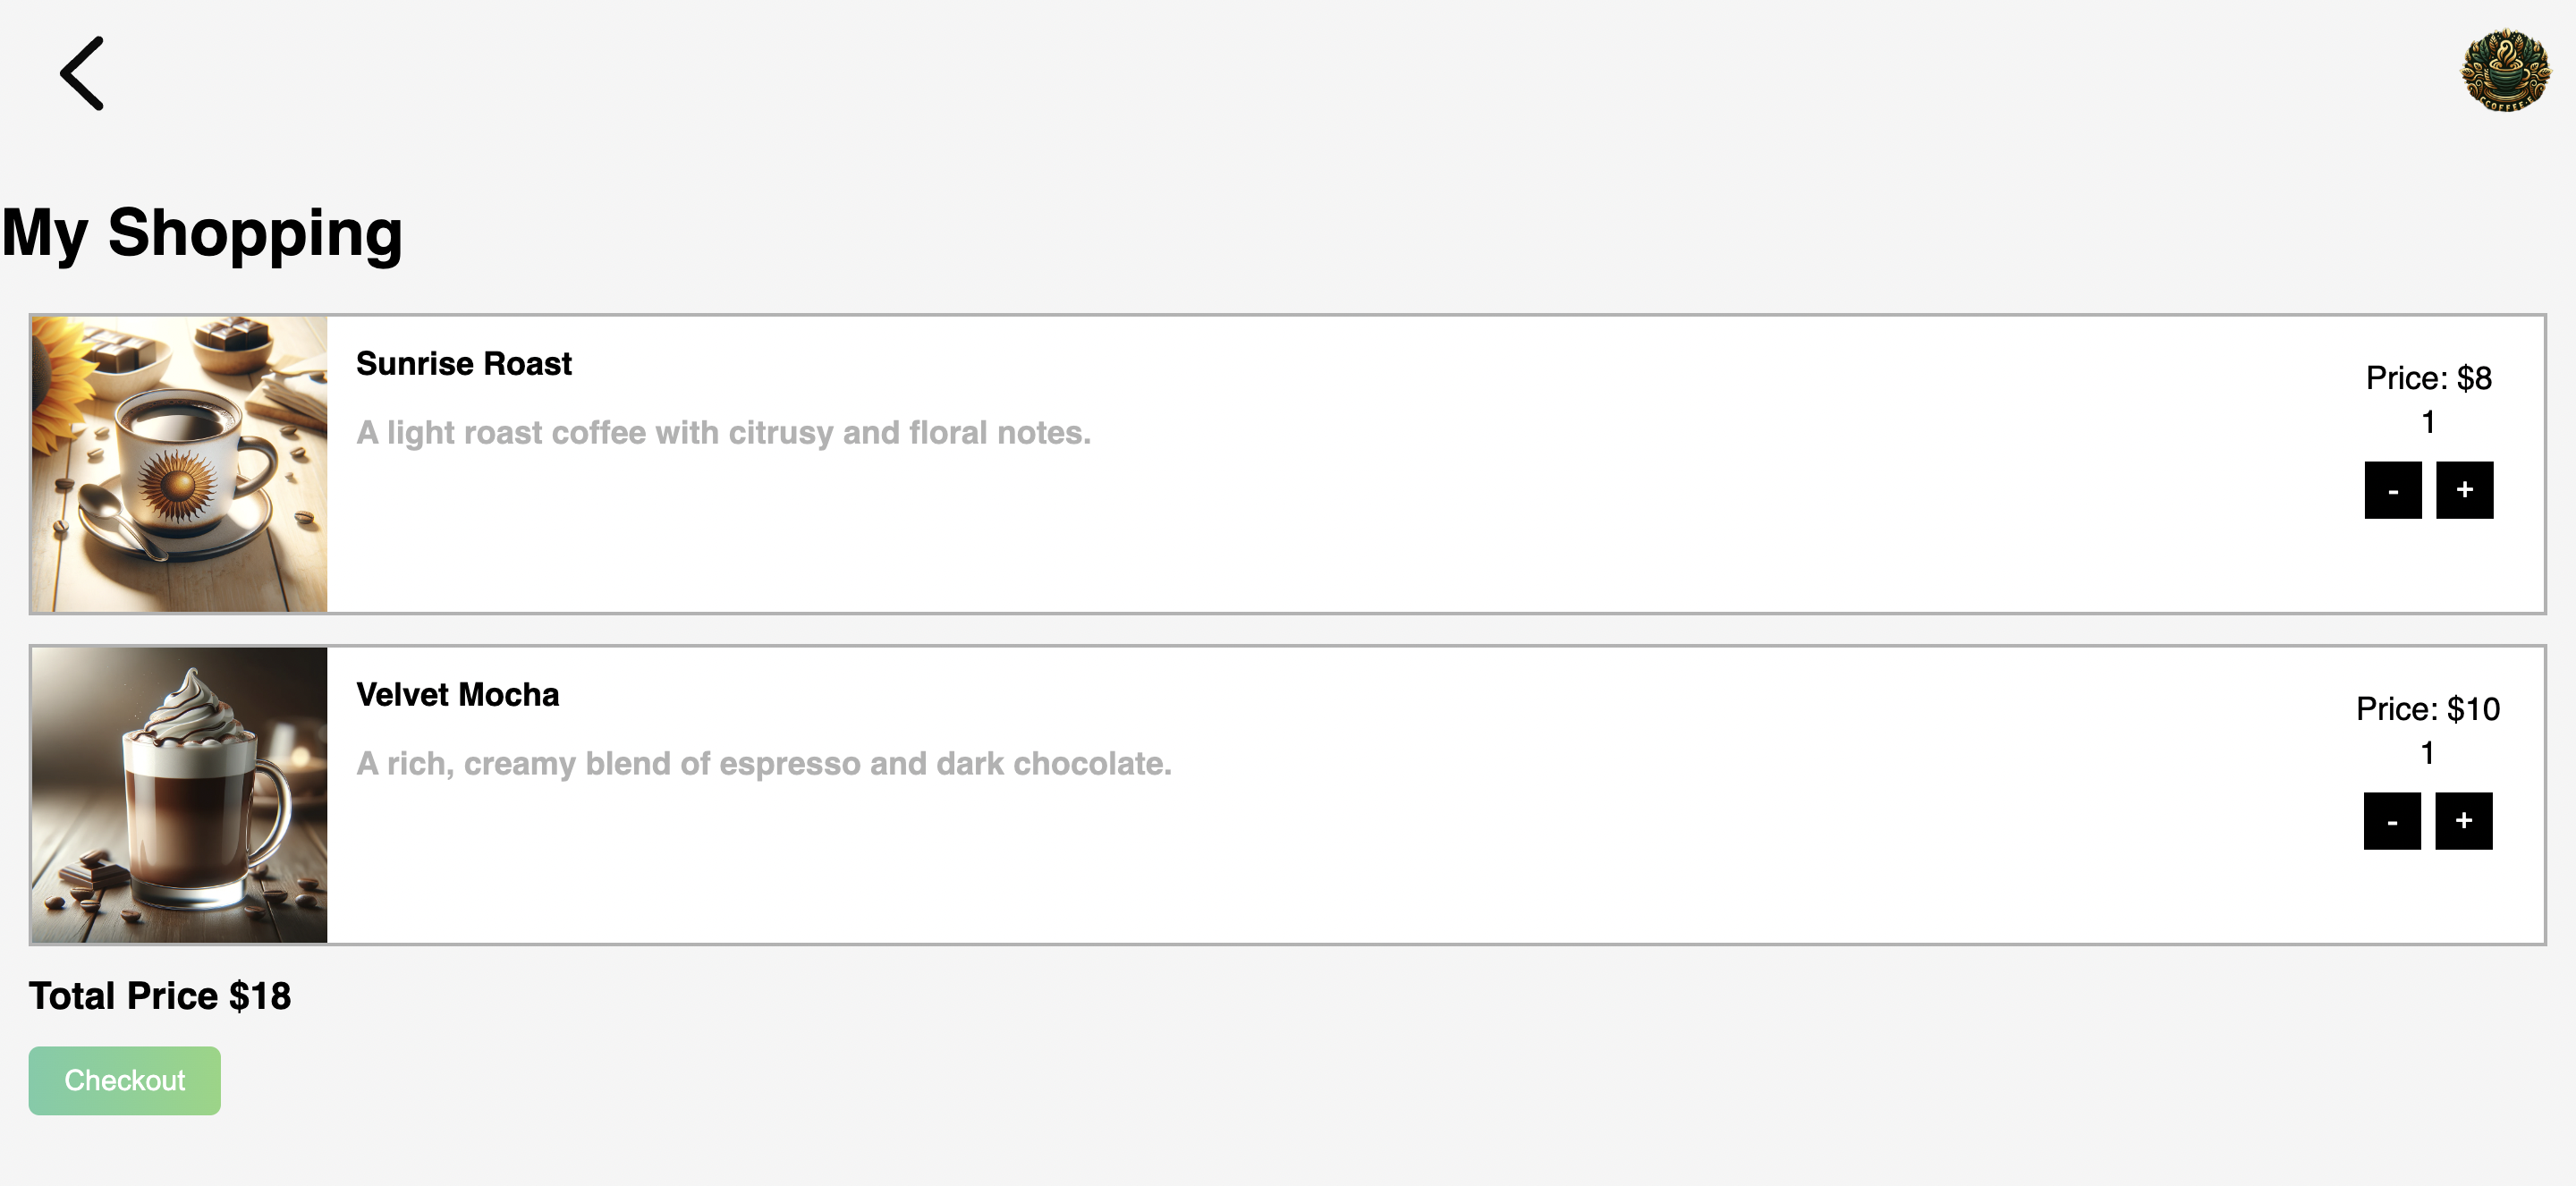 CCOFFEE
My Shopping
Sunrise Roast
A light roast coffee with citrusy and floral notes.
Price: $8
1
- +
Velvet Mocha
A rich, creamy blend of espresso and dark chocolate.
Price: $10
1
- +
Total Price $18
Checkout